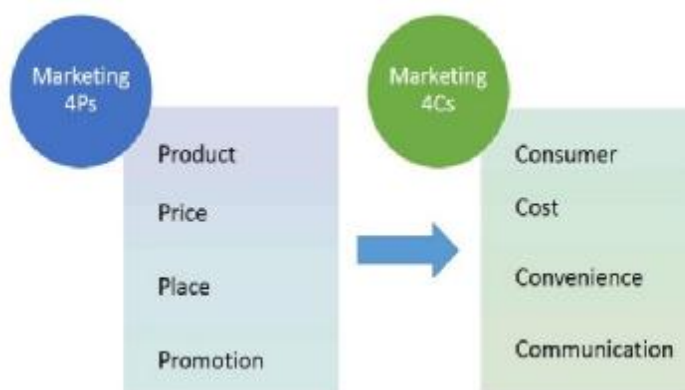 Marketing
4Ps
Product
Price
Place
Promotion
Marketing
4Cs
Consumer
Cost
Convenience
Communication